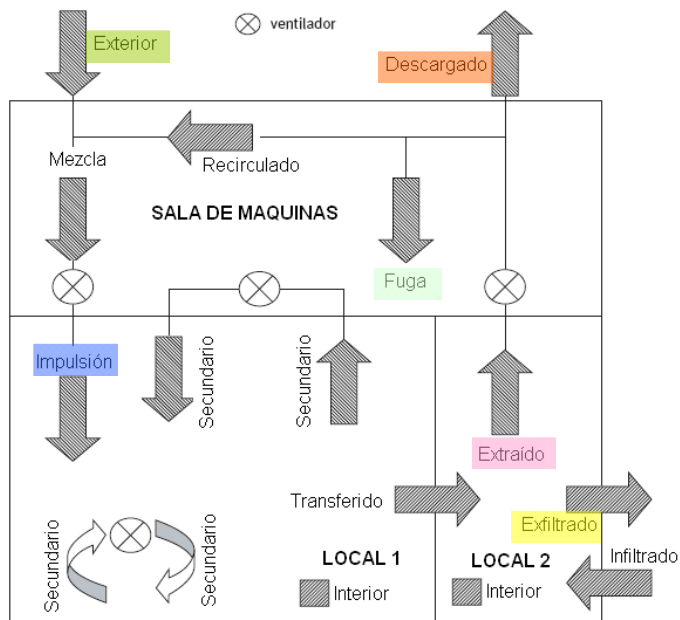 ventilador
Exterior
Descargado
Mezcla
Recirculado
SALA DE MAQUINAS
Fuga
Impulsión
Secundario
Secundario
Extraído
Transferido
Exfiltrado
Secundario
Secundario
LOCAL 1
LOCAL 2
Infiltrado
Interior
Interior